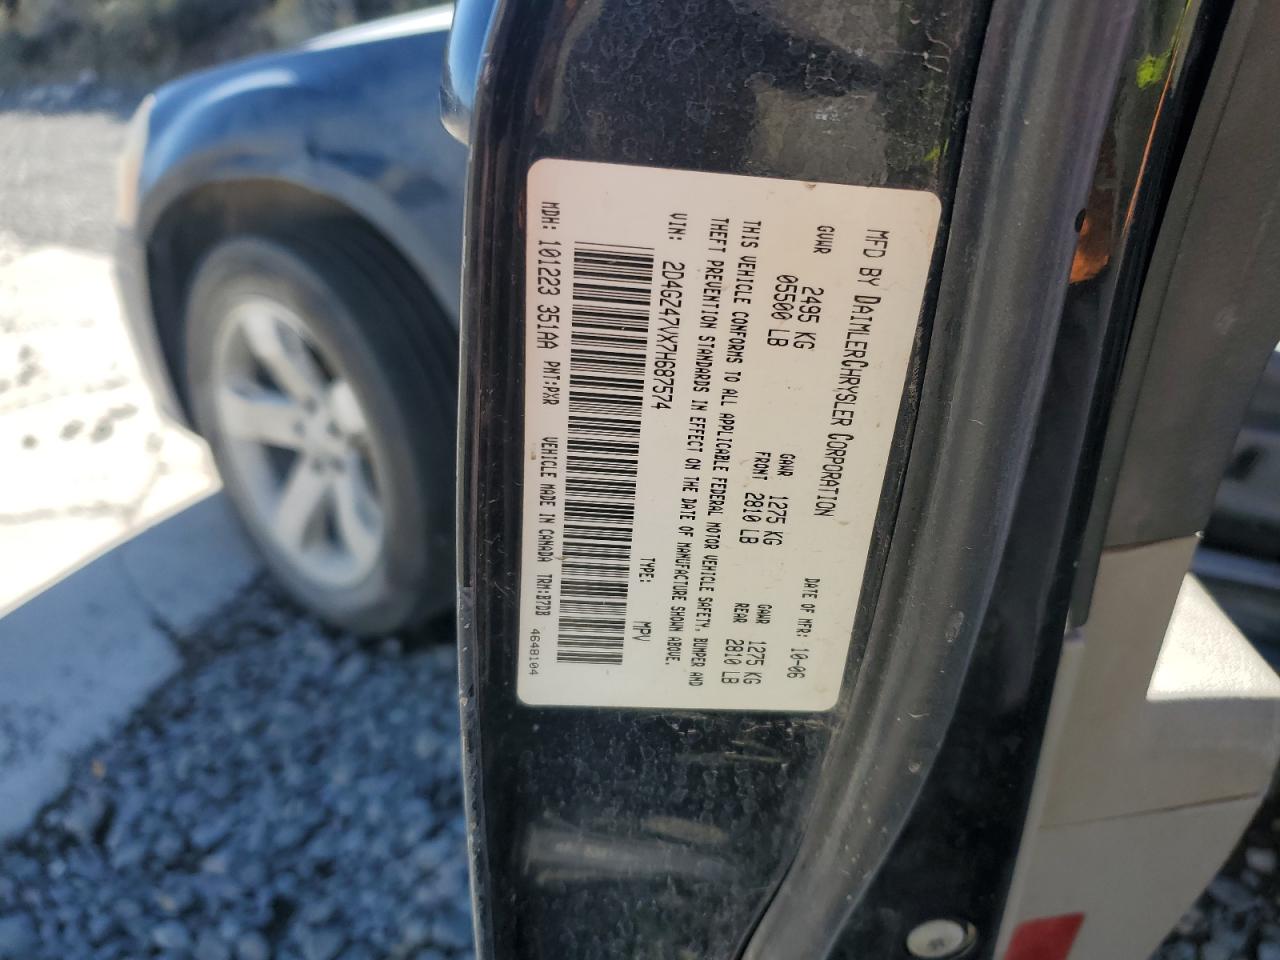 MFD BY DAIMLERCHRYSLER CORPORATION
DATE OF MFR: 10-06
GVWR 2495 KG
05500 LB
GAWR FRONT 1275 KG
2810 LB
GAWR REAR 1275 KG
2810 LB
THIS VEHICLE CONFORMS TO ALL APPLICABLE FEDERAL MOTOR VEHICLE SAFETY, BUMPER AND
THEFT PREVENTION STANDARDS IN EFFECT ON THE DATE OF MANUFACTURE SHOWN ABOVE.
VIN: 2D4GZ47VX7H687574
TYPE: MPV
MDH: 101223 351AA PNT:PXR VEHICLE MADE IN CANADA TRM:B7DB 4648104